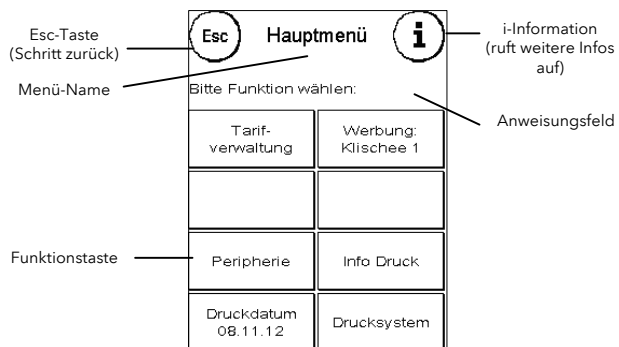 Esc-Taste
(Schritt zurück)
Menü-Name
Funktionstaste
Esc
Hauptmenü
i
Bitte Funktion wählen:
Tarif-
verwaltung
Werbung:
Klischee 1
Peripherie
Info Druck
Druckdatum
08.11.12
Drucksystem
i-Information
(ruft weitere Infos
auf)
Anweisungsfeld